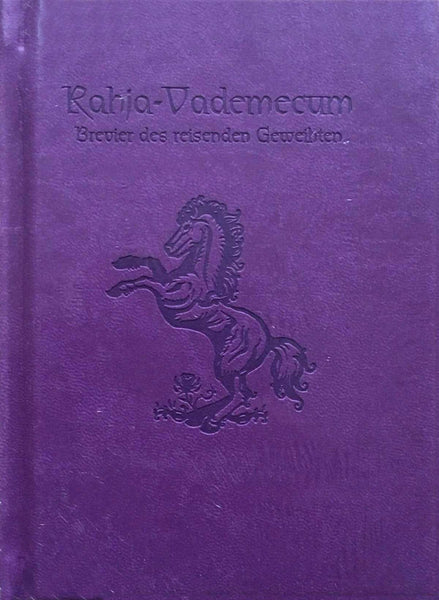 Rahja-Vademecum
Brevier des reisenden Geweihten